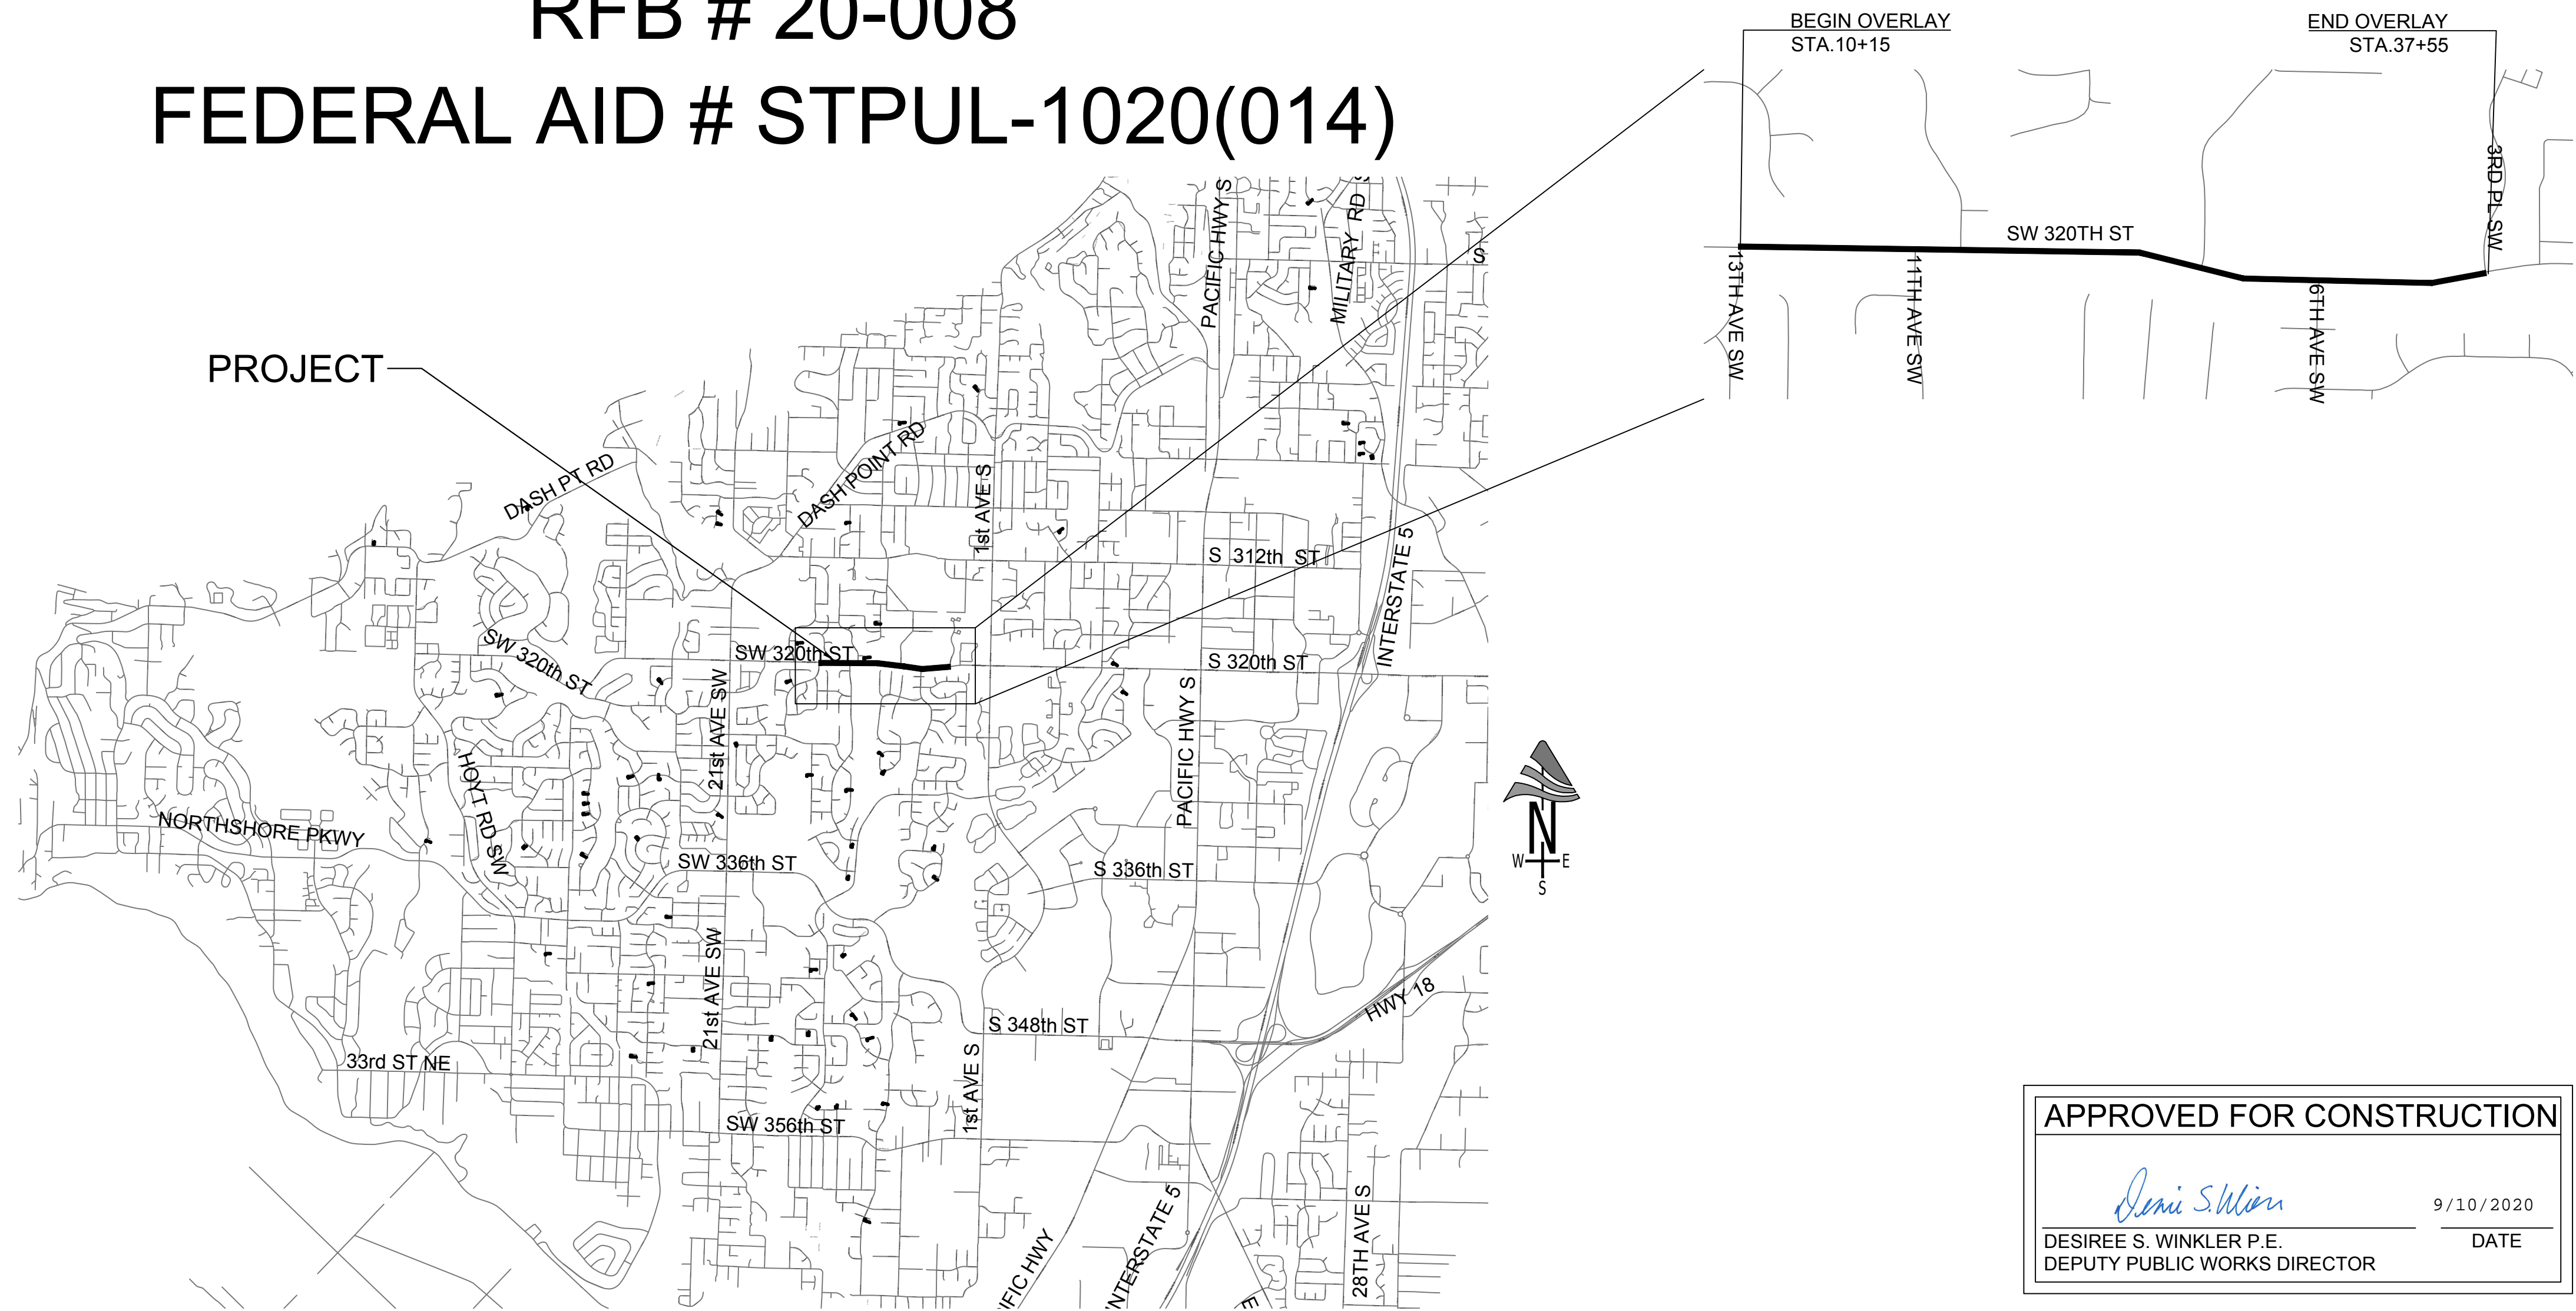 RFB # 20-008
FEDERAL AID # STPUL-1020(014)
BEGIN OVERLAY
STA.10+15
END OVERLAY
STA.37+55
3RD PL SW
SW 320TH ST
13TH AVE SW
11TH AVE SW
6TH AVE SW
PROJECT
PACIFIC HWY S
MILITARY RD S
S
DASH PT RD
DASH POINT RD
1st AVE S
S 312th ST
INTERSTATE 5
SW 320th ST
SW 320th ST
S 320th ST
21st AVE SW
PACIFIC HWY S
HOYT RD SW
NORTHSHORE PKWY
SW 336th ST
S 336th ST
N
W E
S
21st AVE SW
HWY 18
S 348th ST
33rd ST NE
1st AVE S
SW 356th ST
IFIC HWY
NTERSTATE 5
28TH AVE S
E
APPROVED FOR CONSTRUCTION
9/10/2020
DESIREE S. WINKLER P.E.
DATE
DEPUTY PUBLIC WORKS DIRECTOR